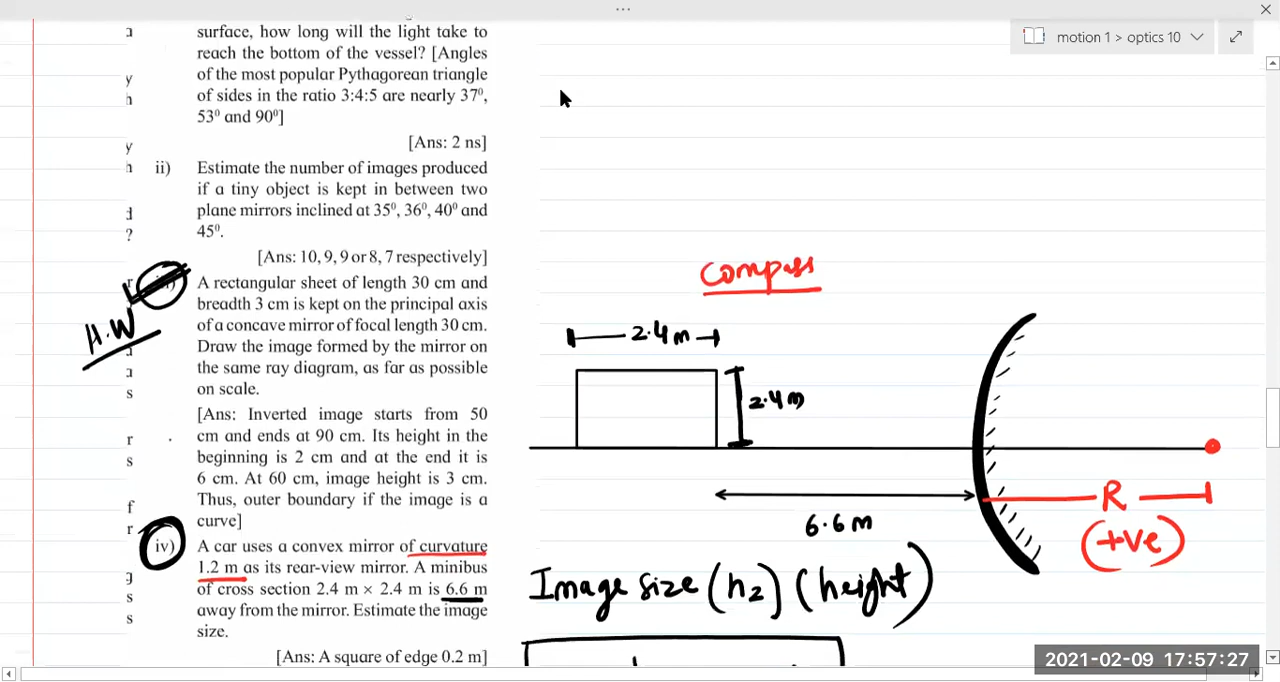 motion 1 > optics 10
surface, how long will the light take to
reach the bottom of the vessel? [Angles
of the most popular Pythagorean triangle
of sides in the ratio 3:4:5 are nearly 37⁰,
53⁰ and 90⁰]
[Ans: 2 ns]
ii) Estimate the number of images produced
if a tiny object is kept in between two
plane mirrors inclined at 35⁰, 36⁰, 40⁰ and
45⁰.
[Ans: 10, 9, 9 or 8, 7 respectively]
A rectangular sheet of length 30 cm and
breadth 3 cm is kept on the principal axis
of a concave mirror of focal length 30 cm.
Draw the image formed by the mirror on
the same ray diagram, as far as possible
on scale.
[Ans: Inverted image starts from 50
cm and ends at 90 cm. Its height in the
beginning is 2 cm and at the end it is
6 cm. At 60 cm, image height is 3 cm.
Thus, outer boundary if the image is a
curve]
iv) A car uses a convex mirror of curvature
1.2 m as its rear-view mirror. A minibus
of cross section 2.4 m × 2.4 m is 6.6 m
away from the mirror. Estimate the image
size.
[Ans: A square of edge 0.2 m]
H.W
Compass
2.4 m
2.4 m
6.6 m
R
(+ve)
Image size (h2) (height)
2021-02-09 17:57:27